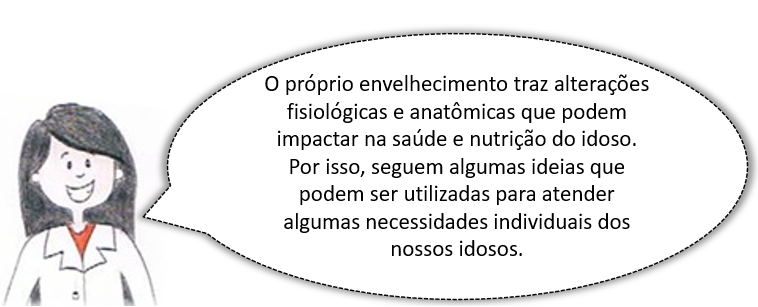 O próprio envelhecimento traz alterações
fisiológicas e anatômicas que podem
impactar na saúde e nutrição do idoso.
Por isso, seguem algumas ideias que
podem ser utilizadas para atender
algumas necessidades individuais dos
nossos idosos.